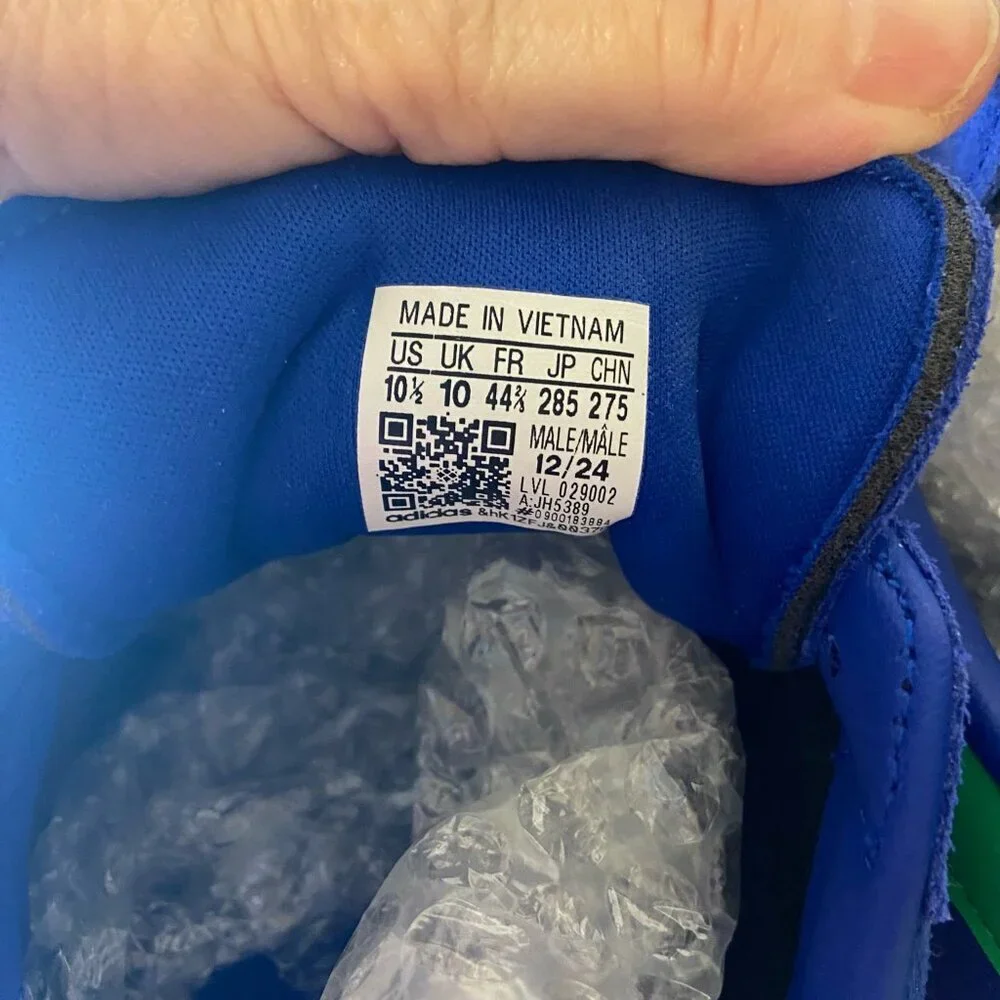 MADE IN VIETNAM
US UK FR JP CHN
10½ 10 44⅔ 285 275
MALE/MÂLE
12/24
LVL 029002
A:JH5389
#0900183884
adidas